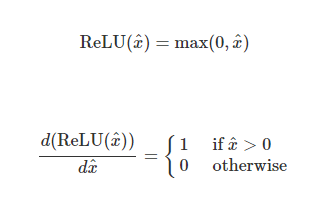 ReLU(x̂) = max(0, x̂)
d(ReLU(x̂))/dx̂ = { 1 if x̂ > 0
0 otherwise